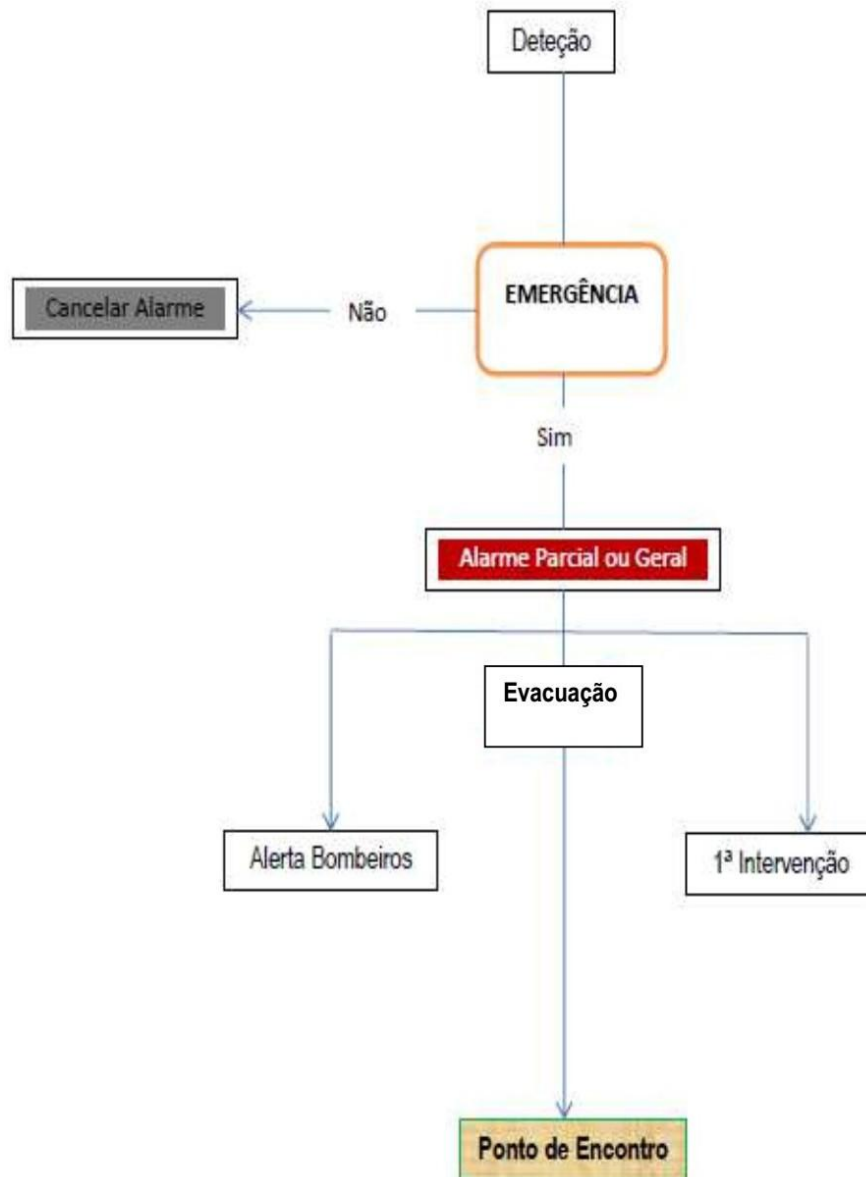 Deteção
EMERGÊNCIA
Cancelar Alarme
Não
Sim
Alarme Parcial ou Geral
Evacuação
Alerta Bombeiros
1ª Intervenção
Ponto de Encontro